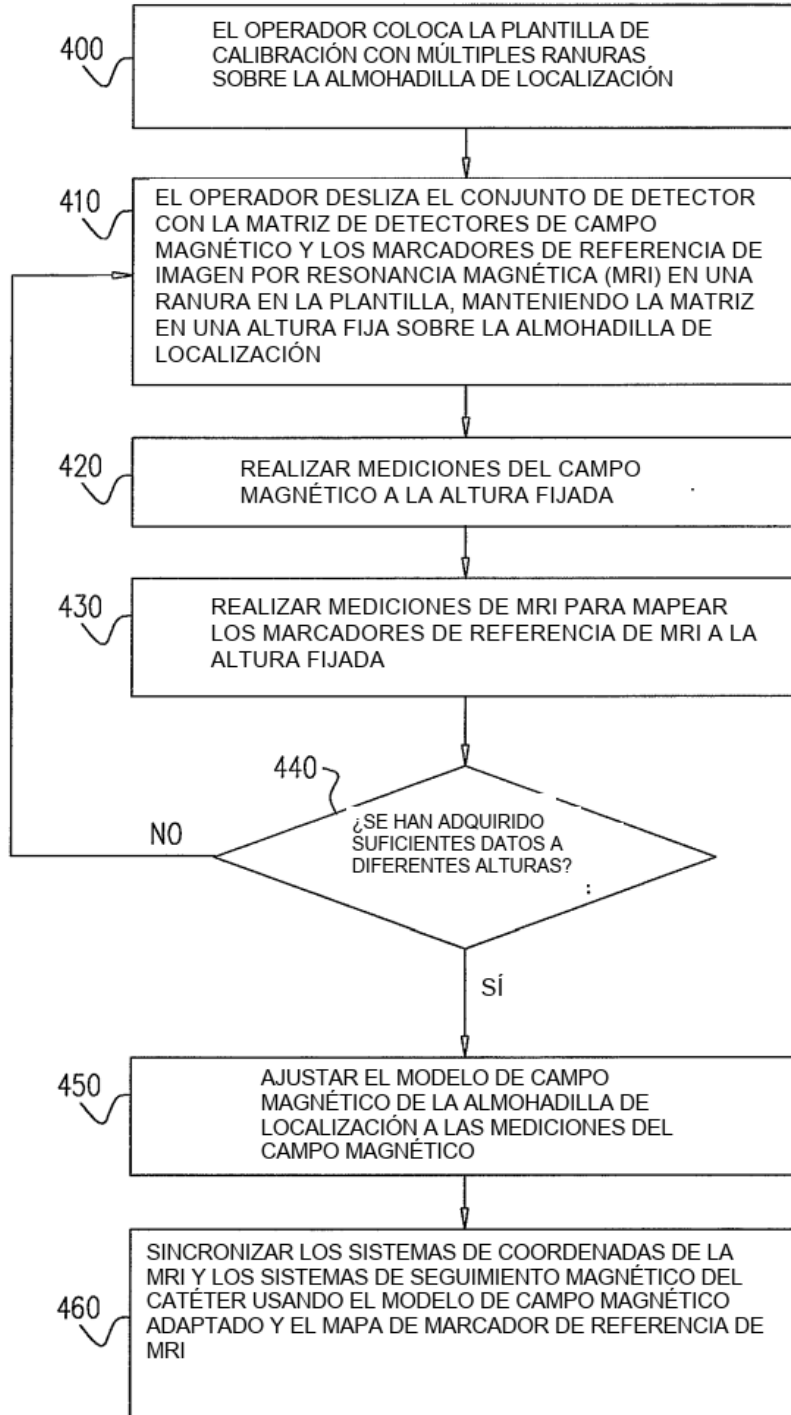 400
EL OPERADOR COLOCA LA PLANTILLA DE
CALIBRACIÓN CON MÚLTIPLES RANURAS
SOBRE LA ALMOHADILLA DE LOCALIZACIÓN
410
EL OPERADOR DESLIZA EL CONJUNTO DE DETECTOR
CON LA MATRIZ DE DETECTORES DE CAMPO
MAGNÉTICO Y LOS MARCADORES DE REFERENCIA DE
IMAGEN POR RESONANCIA MAGNÉTICA (MRI) EN UNA
RANURA EN LA PLANTILLA, MANTENIENDO LA MATRIZ
EN UNA ALTURA FIJA SOBRE LA ALMOHADILLA DE
LOCALIZACIÓN
420
REALIZAR MEDICIONES DEL CAMPO
MAGNÉTICO A LA ALTURA FIJADA
430
REALIZAR MEDICIONES DE MRI PARA MAPEAR
LOS MARCADORES DE REFERENCIA DE MRI A LA
ALTURA FIJADA
440
¿SE HAN ADQUIRIDO
SUFICIENTES DATOS A
DIFERENTES ALTURAS?
NO
SÍ
450
AJUSTAR EL MODELO DE CAMPO
MAGNÉTICO DE LA ALMOHADILLA DE
LOCALIZACIÓN A LAS MEDICIONES DEL
CAMPO MAGNÉTICO
460
SINCRONIZAR LOS SISTEMAS DE COORDENADAS DE LA
MRI Y LOS SISTEMAS DE SEGUIMIENTO MAGNÉTICO DEL
CATÉTER USANDO EL MODELO DE CAMPO MAGNÉTICO
ADAPTADO Y EL MAPA DE MARCADOR DE REFERENCIA DE
MRI